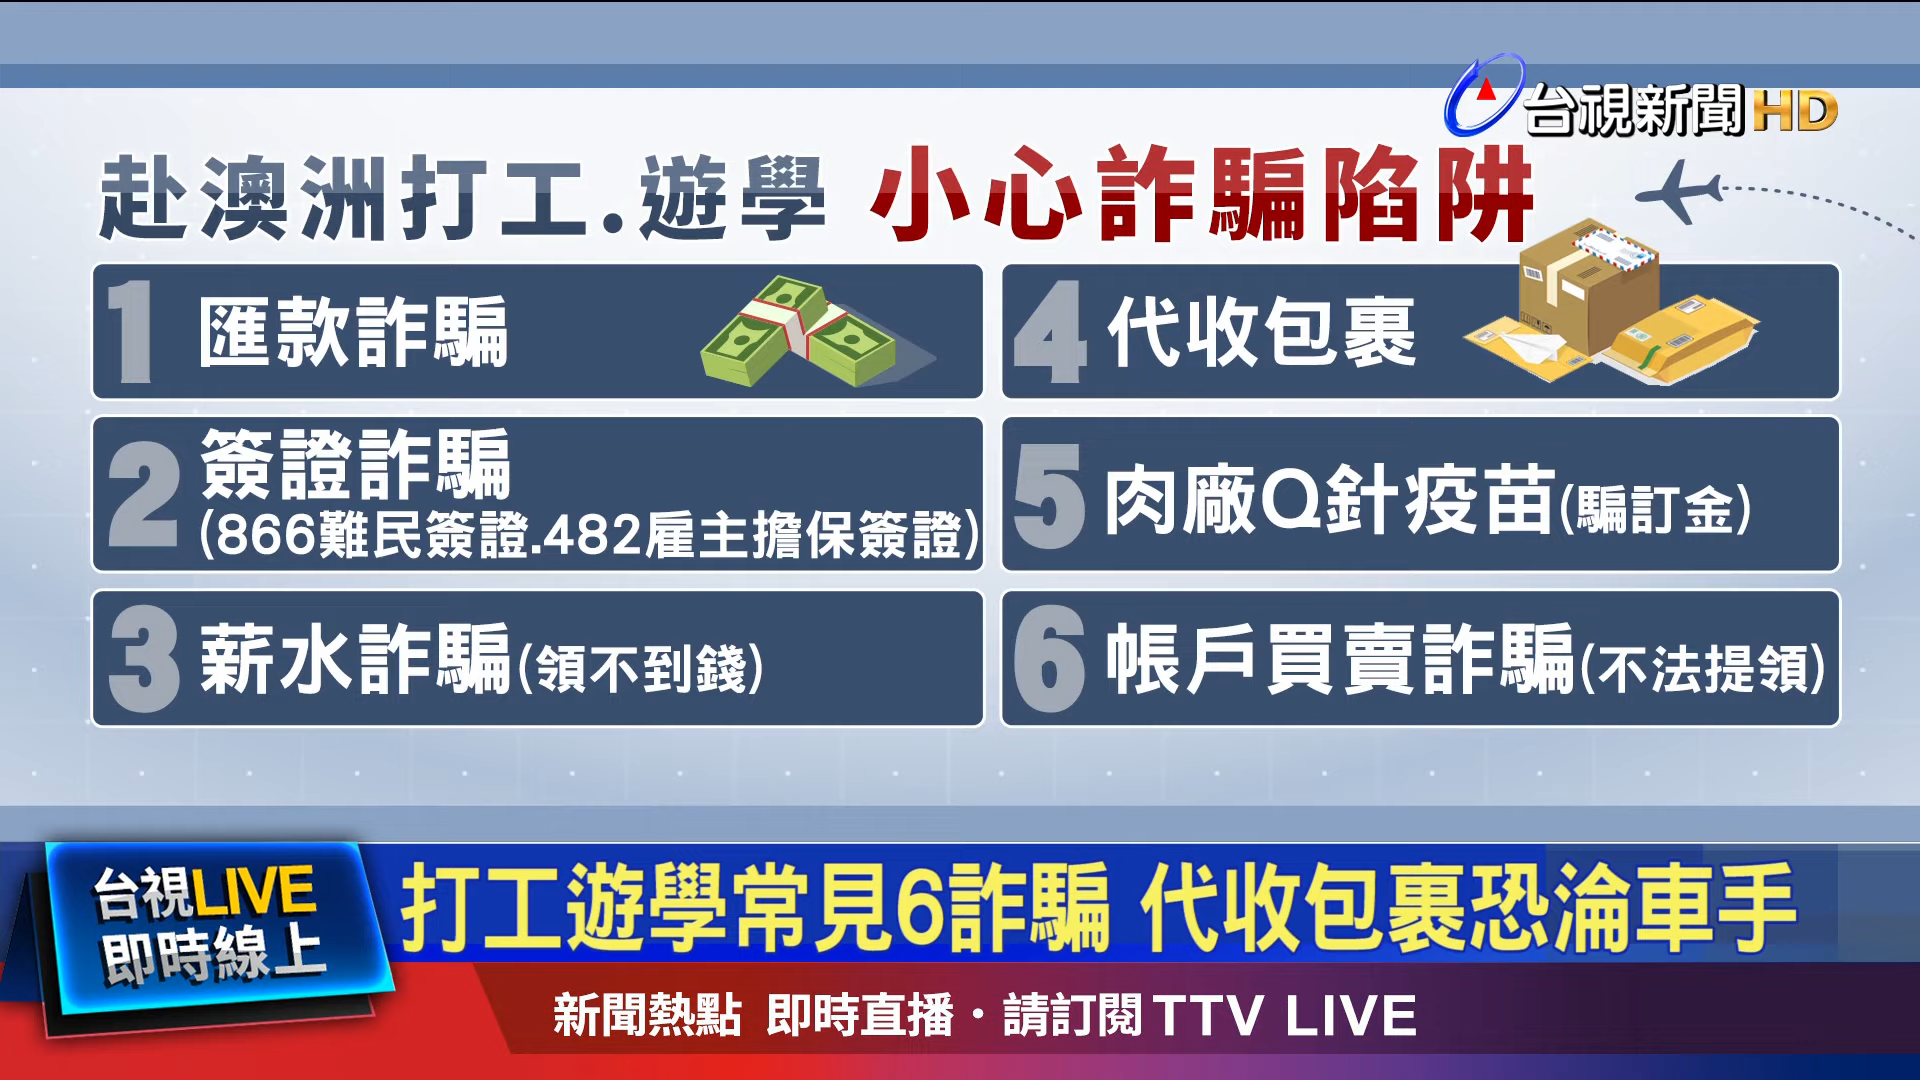 台視新聞HD
赴澳洲打工.遊學 小心詐騙陷阱
1 匯款詐騙
2 簽證詐騙
(866難民簽證.482雇主擔保簽證)
3 薪水詐騙(領不到錢)
4 代收包裹
5 肉廠Q針疫苗(騙訂金)
6 帳戶買賣詐騙(不法提領)
台視LIVE
即時線上
打工遊學常見6詐騙 代收包裹恐淪車手
新聞熱點 即時直播・請訂閱TTV LIVE